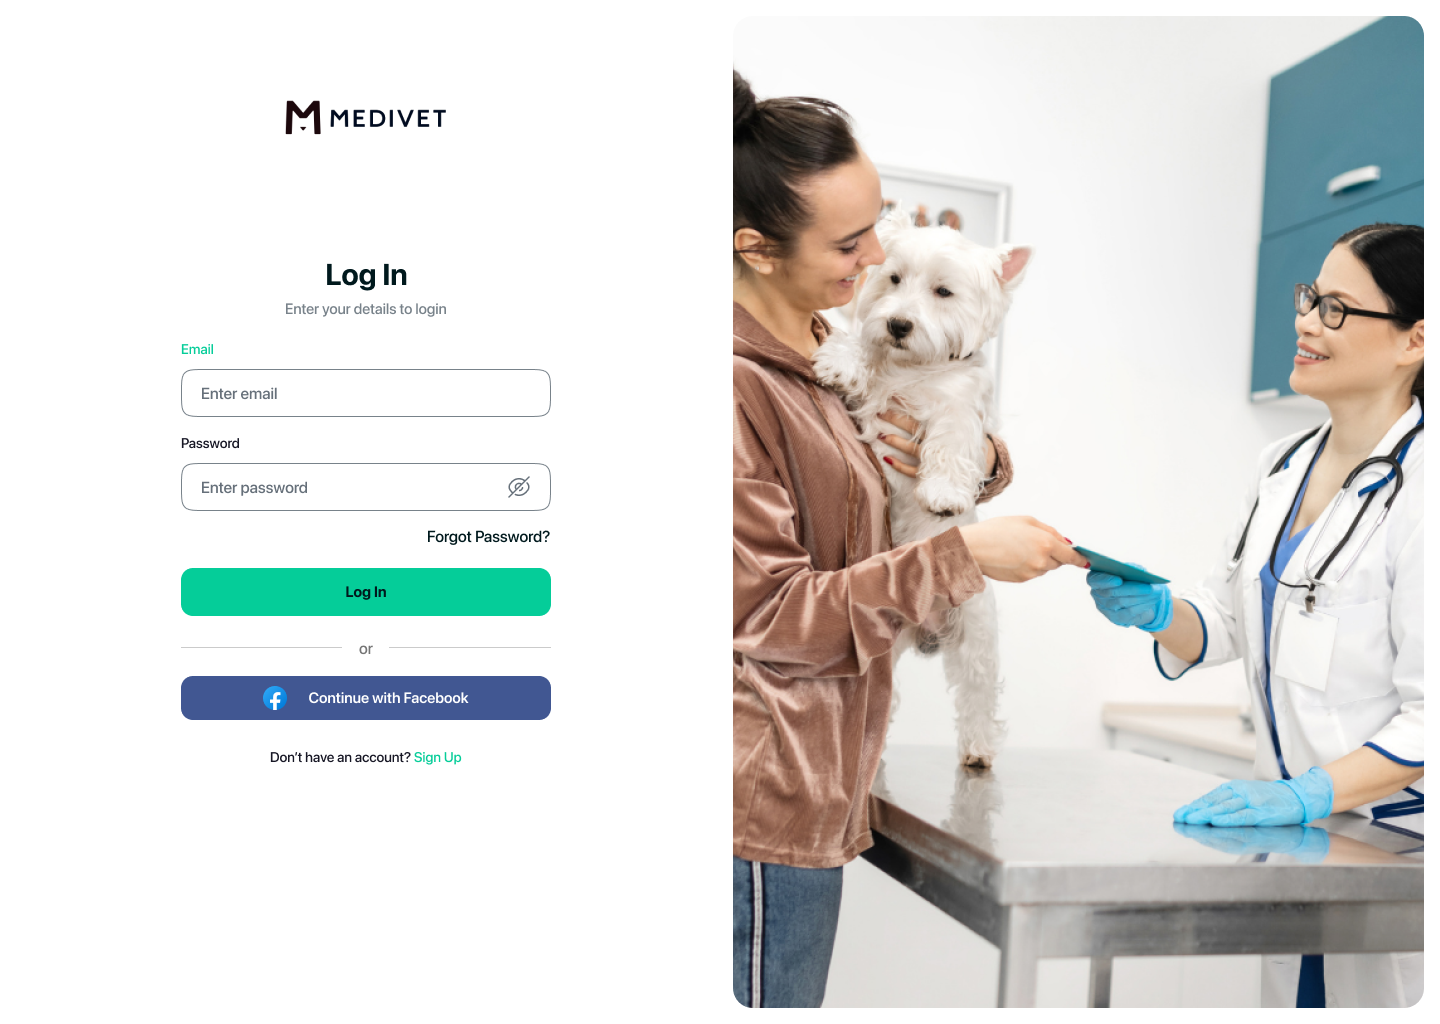 MEDIVET
Log In
Enter your details to login
Email
Enter email
Password
Enter password
Forgot Password?
Log In
or
Continue with Facebook
Don't have an account? Sign Up